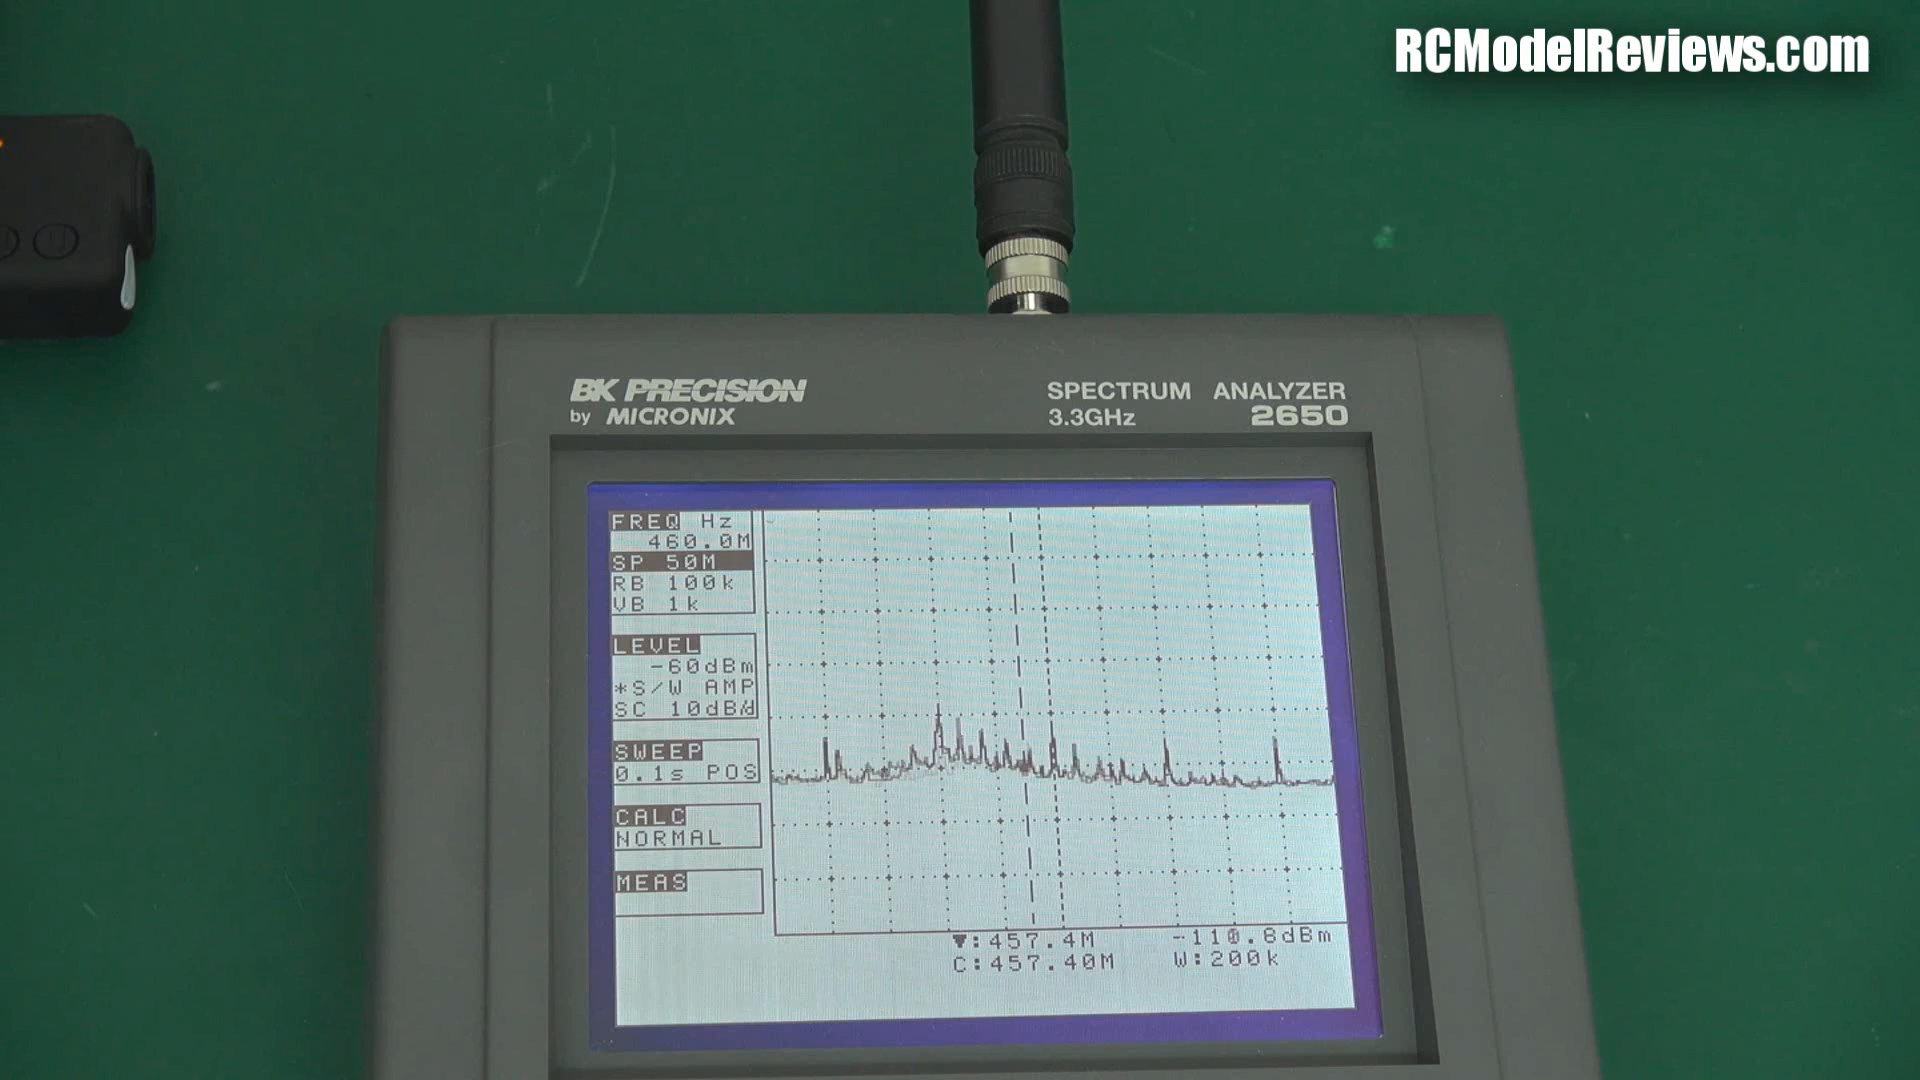 RCModelReviews.com
BK PRECISION
by MICRONIX
SPECTRUM ANALYZER
3.3GHz 2650
FREQ Hz
460.0M
SP 50M
RB 100k
VB 1k
LEVEL
-60dBm
*S/W AMP
SC 10dB/d
SWEEP
0.1s POS
CALC
NORMAL
MEAS
▼:457.4M -110.8dBm
C:457.40M W:200k